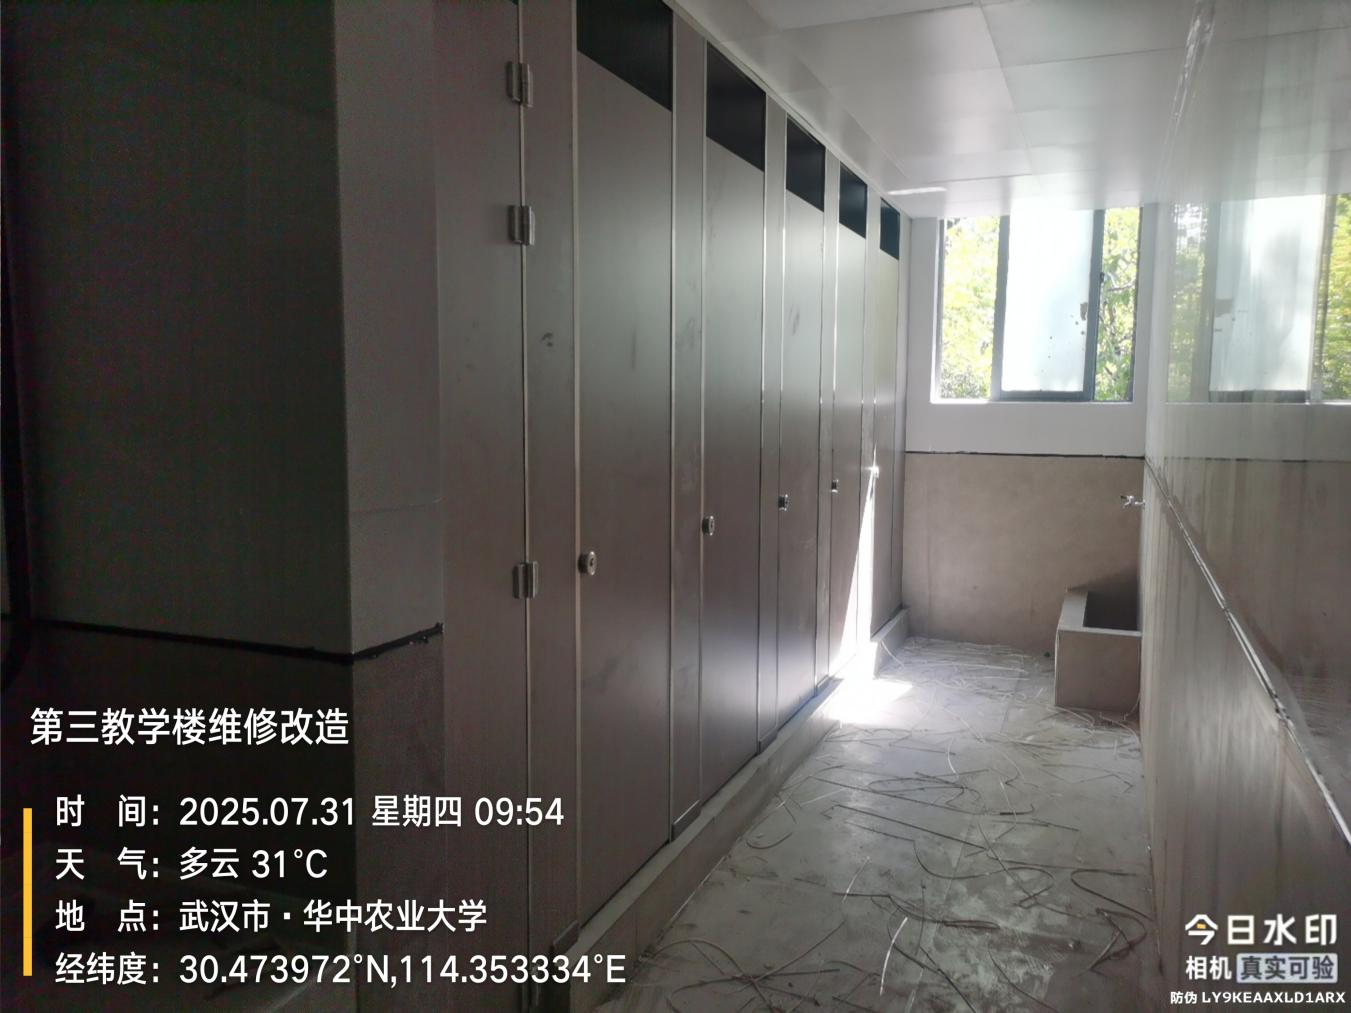 第三教学楼维修改造
时 间：2025.07.31 星期四 09:54
天 气：多云 31°C
地 点：武汉市·华中农业大学
经纬度：30.473972°N,114.353334°E
今日水印
相机 真实可验
防伪 LY9KEAAXLD1ARX